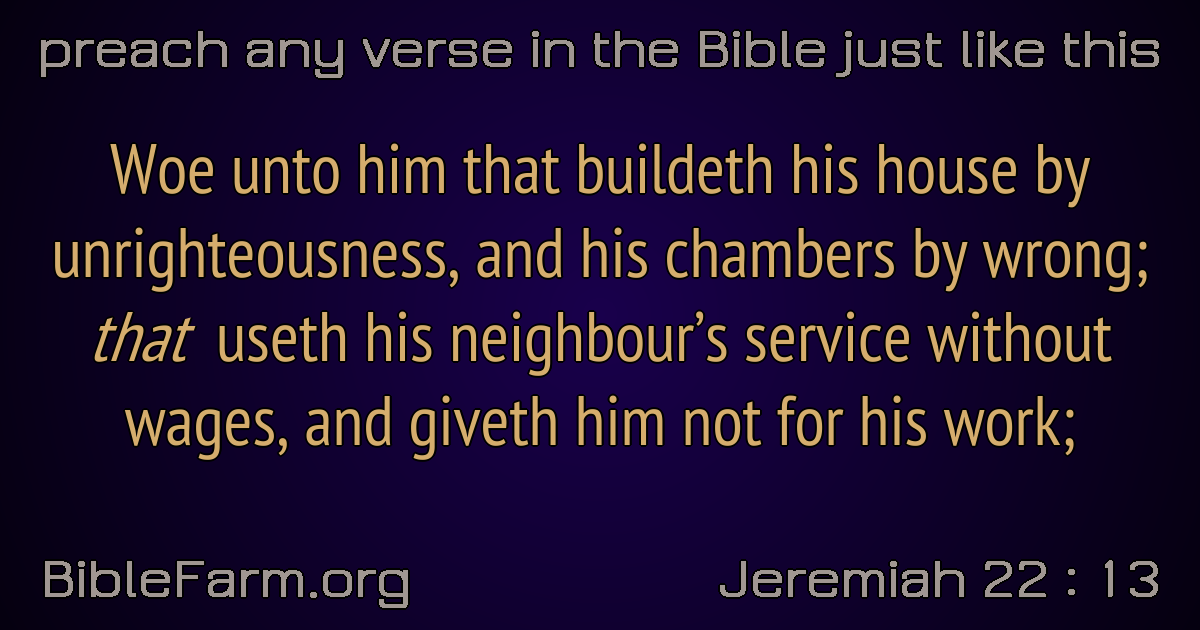 preach any verse in the Bible just like this
Woe unto him that buildeth his house by
unrighteousness, and his chambers by wrong;
that useth his neighbour’s service without
wages, and giveth him not for his work;
BibleFarm.org
Jeremiah 22 : 13